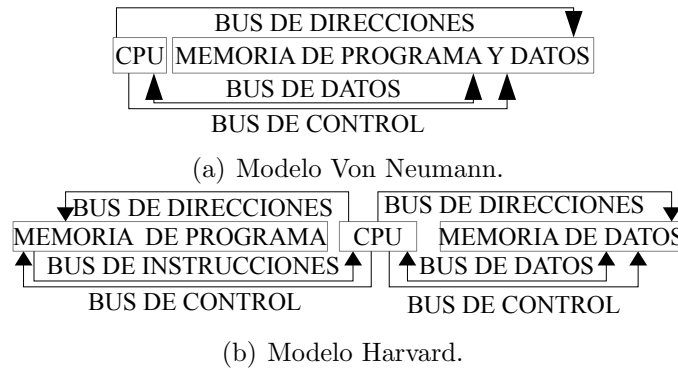 BUS DE DIRECCIONES
CPU MEMORIA DE PROGRAMA Y DATOS
BUS DE DATOS
BUS DE CONTROL
(a) Modelo Von Neumann.
BUS DE DIRECCIONES BUS DE DIRECCIONES
MEMORIA DE PROGRAMA CPU MEMORIA DE DATOS
BUS DE INSTRUCCIONES BUS DE DATOS
BUS DE CONTROL BUS DE CONTROL
(b) Modelo Harvard.